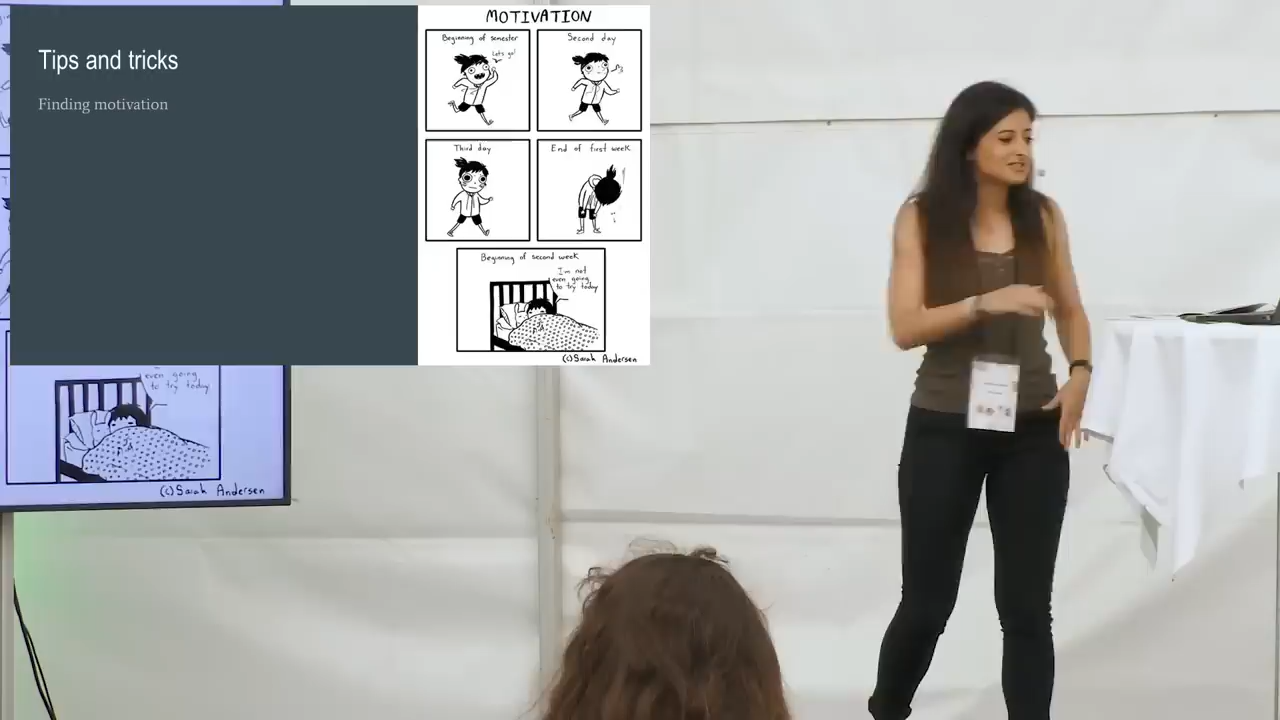 Tips and tricks
Finding motivation
MOTIVATION
Beginning of semester
Let's go!
Second day
Third day
End of first week
Beginning of second week
I'm not
even going
to try today
(c)Sarah Andersen
even going
to try today
(c)Sarah Andersen